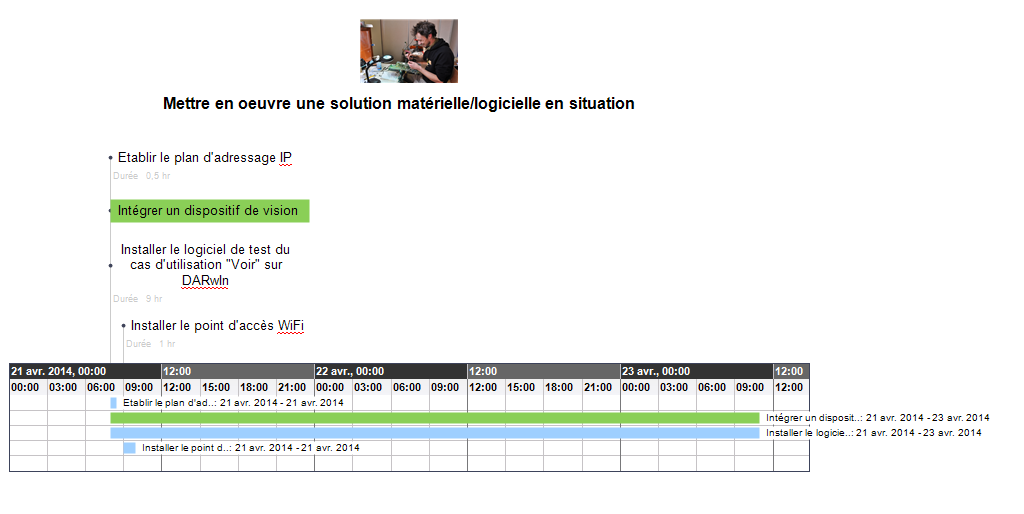 Mettre en oeuvre une solution matérielle/logicielle en situation
Etablir le plan d'adressage IP
Durée 0,5 hr
Intégrer un dispositif de vision
Installer le logiciel de test du
cas d'utilisation "Voir" sur
DARwIn
Durée 9 hr
Installer le point d'accès WiFi
Durée 1 hr
21 avr. 2014, 00:00 12:00 22 avr., 00:00 12:00 23 avr., 00:00 12:00
00:00 03:00 06:00 09:00 12:00 15:00 18:00 21:00 00:00 03:00 06:00 09:00 12:00 15:00 18:00 21:00 00:00 03:00 06:00 09:00 12:00
Etablir le plan d'ad..: 21 avr. 2014 - 21 avr. 2014
Intégrer un disposit..: 21 avr. 2014 - 23 avr. 2014
Installer le logicie..: 21 avr. 2014 - 23 avr. 2014
Installer le point d..: 21 avr. 2014 - 21 avr. 2014